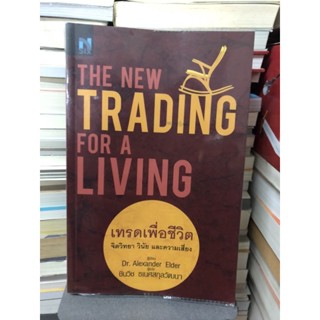 THE NEW
TRADING
FOR A
LIVING
เทรดเพื่อชีวิต
จิตวิทยา วินัย และความเสี่ยง
Dr. Alexander Elder